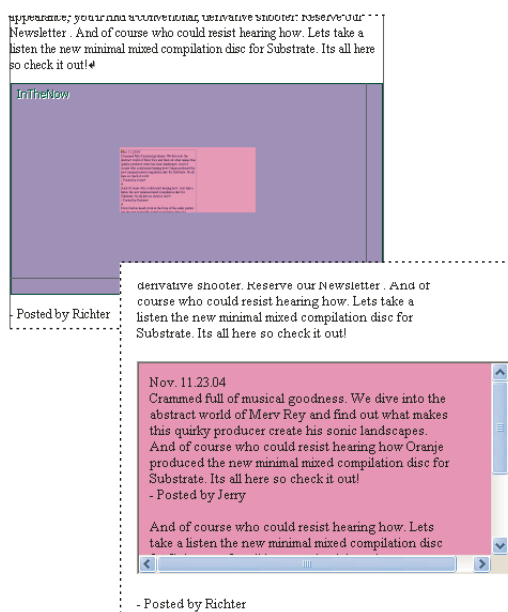 appearance, you'll find a conventional, derivative shooter. Reserve our
Newsletter . And of course who could resist hearing how. Lets take a
listen the new minimal mixed compilation disc for Substrate. Its all here
so check it out!
InTheNow
- Posted by Richter
derivative shooter. Reserve our Newsletter . And of
course who could resist hearing how. Lets take a
listen the new minimal mixed compilation disc for
Substrate. Its all here so check it out!
Nov. 11.23.04
Crammed full of musical goodness. We dive into the
abstract world of Merv Rey and find out what makes
this quirky producer create his sonic landscapes.
And of course who could resist hearing how Oranje
produced the new minimal mixed compilation disc for
Substrate. Its all here so check it out!
- Posted by Jerry
And of course who could resist hearing how. Lets
take a listen the new minimal mixed compilation disc
- Posted by Richter